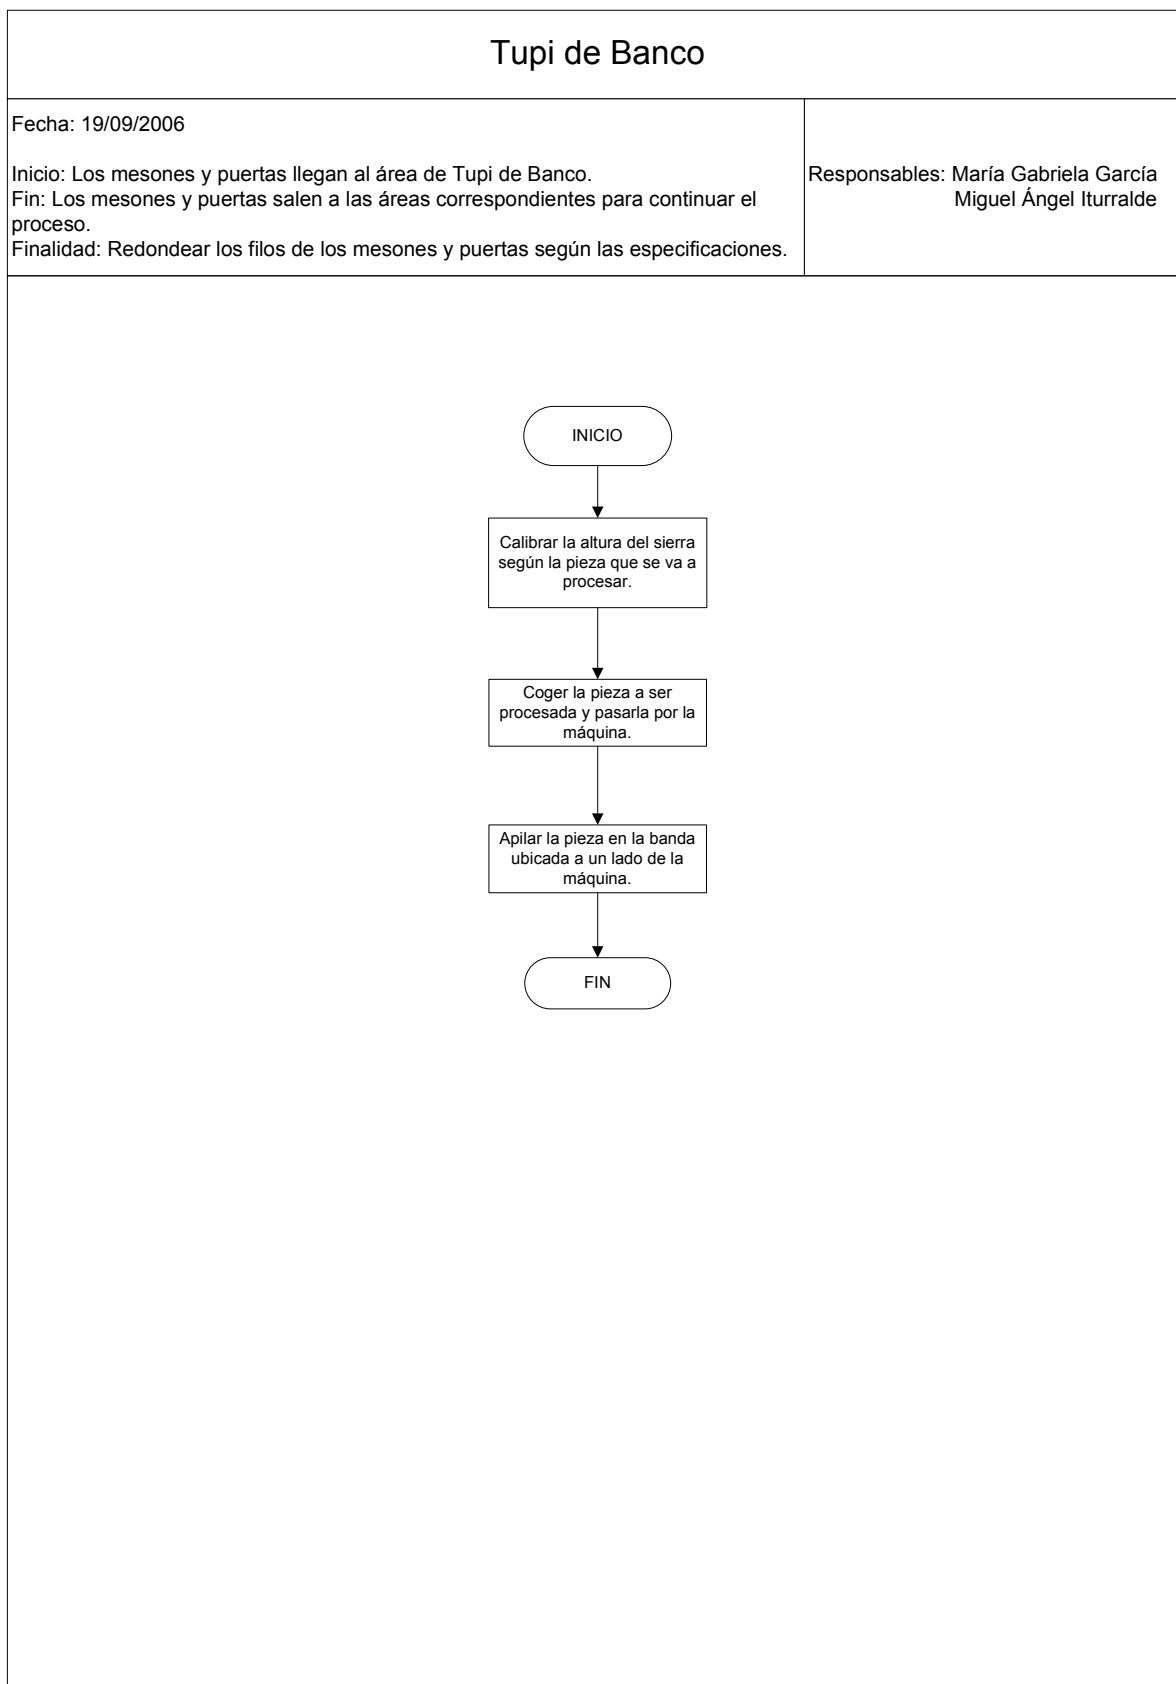 Tupi de Banco
Fecha: 19/09/2006
Inicio: Los mesones y puertas llegan al área de Tupi de Banco.
Fin: Los mesones y puertas salen a las áreas correspondientes para continuar el
proceso.
Finalidad: Redondear los filos de los mesones y puertas según las especificaciones.
Responsables: María Gabriela García
Miguel Ángel Iturralde
INICIO
Calibrar la altura del sierra
según la pieza que se va a
procesar.
Coger la pieza a ser
procesada y pasarla por la
máquina.
Apilar la pieza en la banda
ubicada a un lado de la
máquina.
FIN